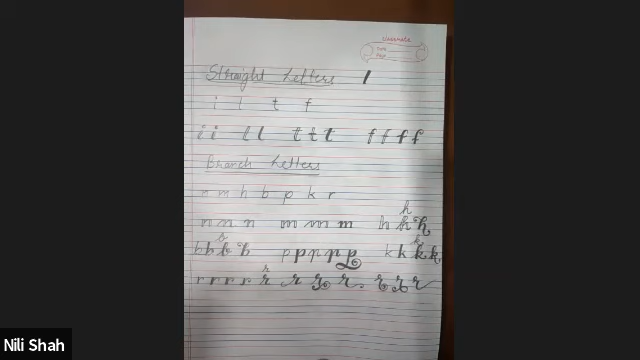 Straight Letters
i l t f
i i l l t t t f f f f
Branch Letters
n m h b p k r
h
n n n m m m h h h
b k
b b b b p p p p p k k k k
r
r r r r r r r r r r r
Nili Shah